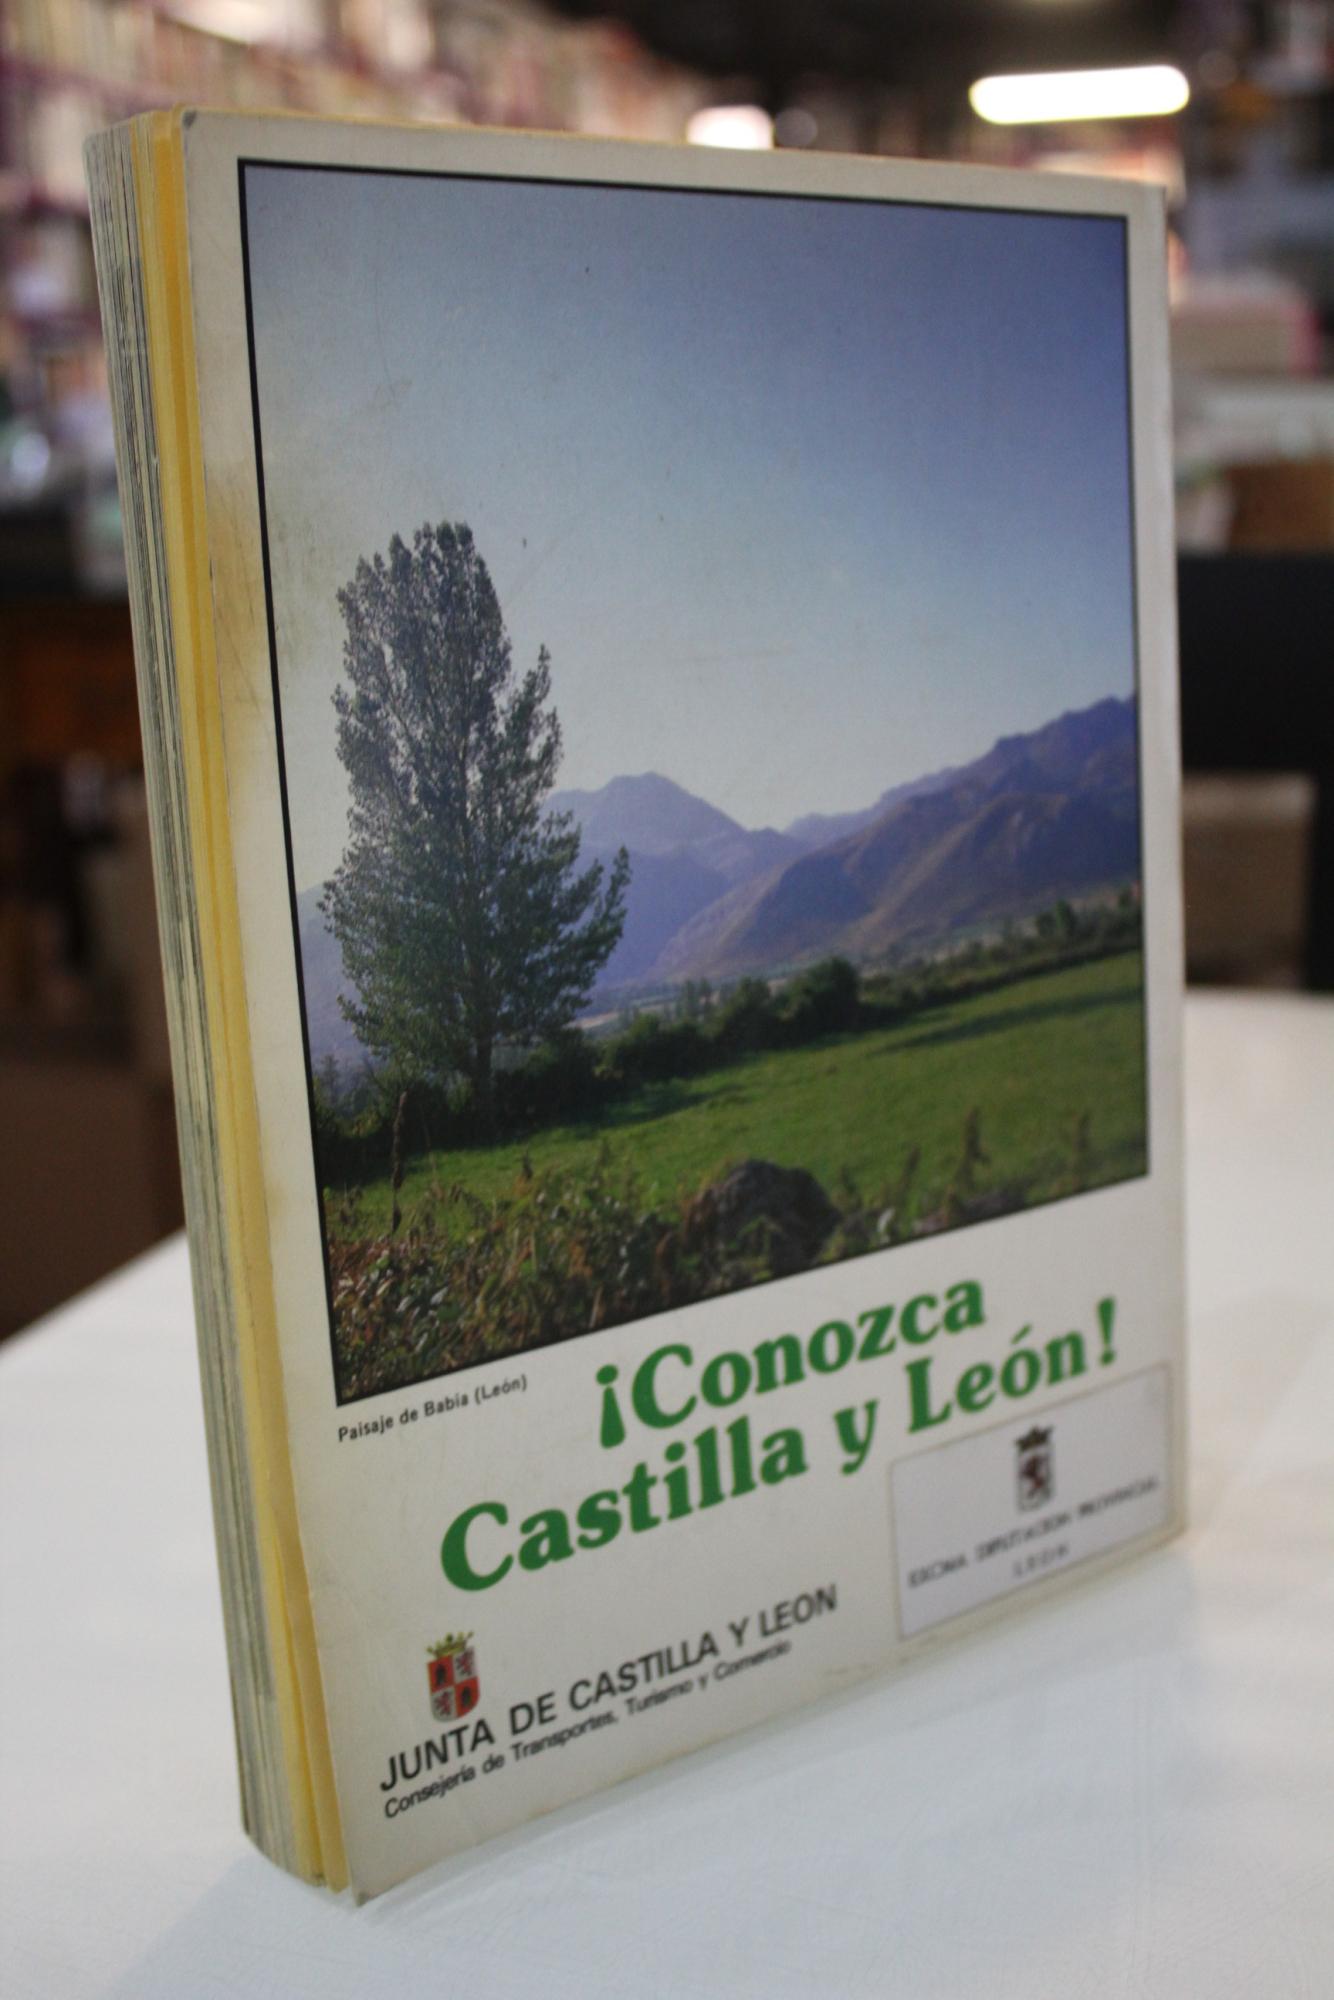 Paisaje de Babia (León)
¡Conozca
Castilla y León!
EXCMA DIPUTACION PROVINCIAL
LEON
JUNTA DE CASTILLA Y LEON
Consejería de Transportes, Turismo y Comercio